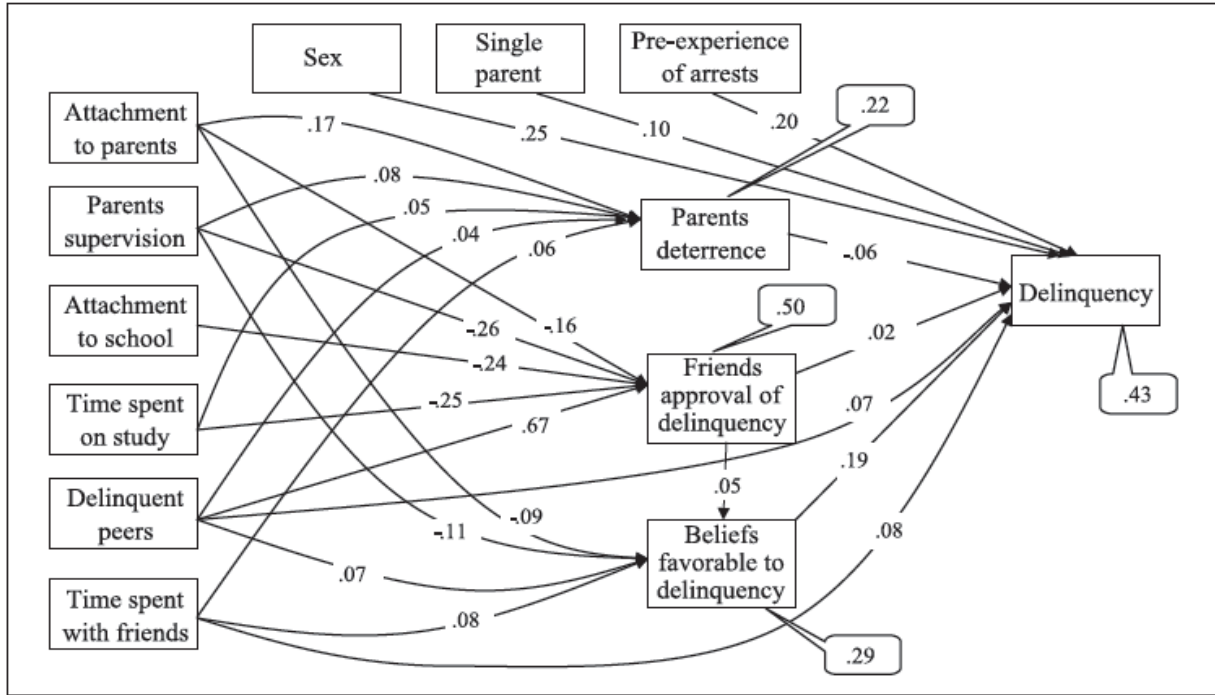 Sex
Single
parent
Pre-experience
of arrests
.22
Attachment
to parents
.17
.25
.10
.20
Parents
supervision
.08
.05
.04
.06
Parents
deterrence
-.06
Delinquency
.43
Attachment
to school
-.16
-.26
-.24
.50
.02
Friends
approval of
delinquency
Time spent
on study
-.25
.67
.07
.19
.05
Delinquent
peers
-.11
-.09
.07
Beliefs
favorable to
delinquency
.08
Time spent
with friends
.08
.29